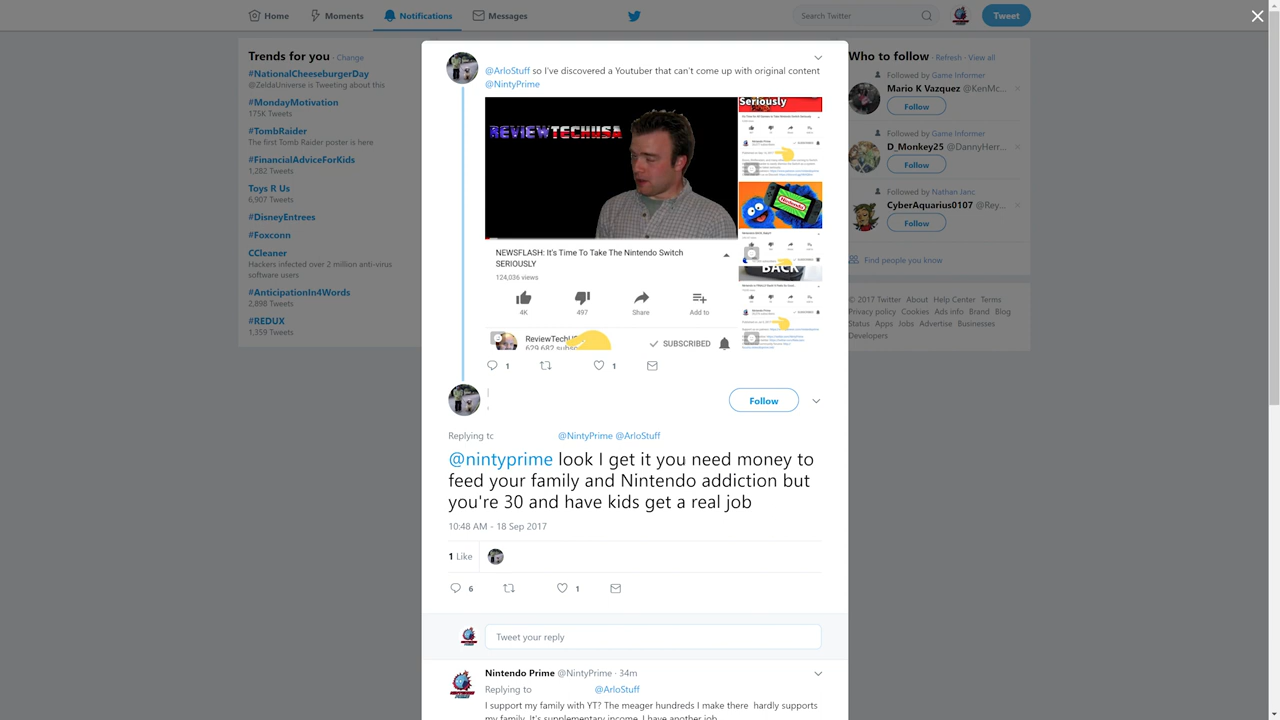 Home
Moments
Notifications
Messages
Search Twitter
Tweet
Trends for you · Change
#NationalCheeseburgerDay
@ZeldaUniverse is Tweeting about this
#MondayMotivation
175K Tweets
#TombRaider
The first Tomb Raider poster is here
#FinancialAdviceForKids
1,282 Tweets
Toys R Us
6,907 Tweets
#DisneyEntrees
#Foxconn
CCleaner
Hackers infected over 2 million anti-virus
software users
#AnticipationIn4Words
2,898 Tweets
#REDUX
1,359 Tweets
@ArloStuff so I've discovered a Youtuber that can't come up with original content
@NintyPrime
REVIEWTECHUSA
Seriously
NEWSFLASH: It's Time To Take The Nintendo Switch
SERIOUSLY
124,036 views
4K
497
Share
Add to
ReviewTechU
629,682
SUBSCRIBED
Nintendo
BACK
1
1
Follow
Replying tc
@NintyPrime @ArloStuff
@nintyprime look I get it you need money to
feed your family and Nintendo addiction but
you're 30 and have kids get a real job
10:48 AM - 18 Sep 2017
1 Like
6
1
Tweet your reply
Nintendo Prime @NintyPrime · 34m
Replying to
@ArloStuff
I support my family with YT? The meager hundreds I make there hardly supports
my family. It's supplementary income. I have another job.
Who to follow · Refresh · View all
Followed by Game Informer
Mario K Vazquez @KenMc...
Follow
Followed by Game Informer
D_Monkey25 @DannyHerr...
Follow
Followed by Nathan Janc
CyberAquarius0107 @Rey...
Follow
Find people you know
© 2017 Twitter About Help Center Terms
Privacy policy Cookies Ads info Brand Blog
Status Apps Jobs Advertise Businesses
Developers